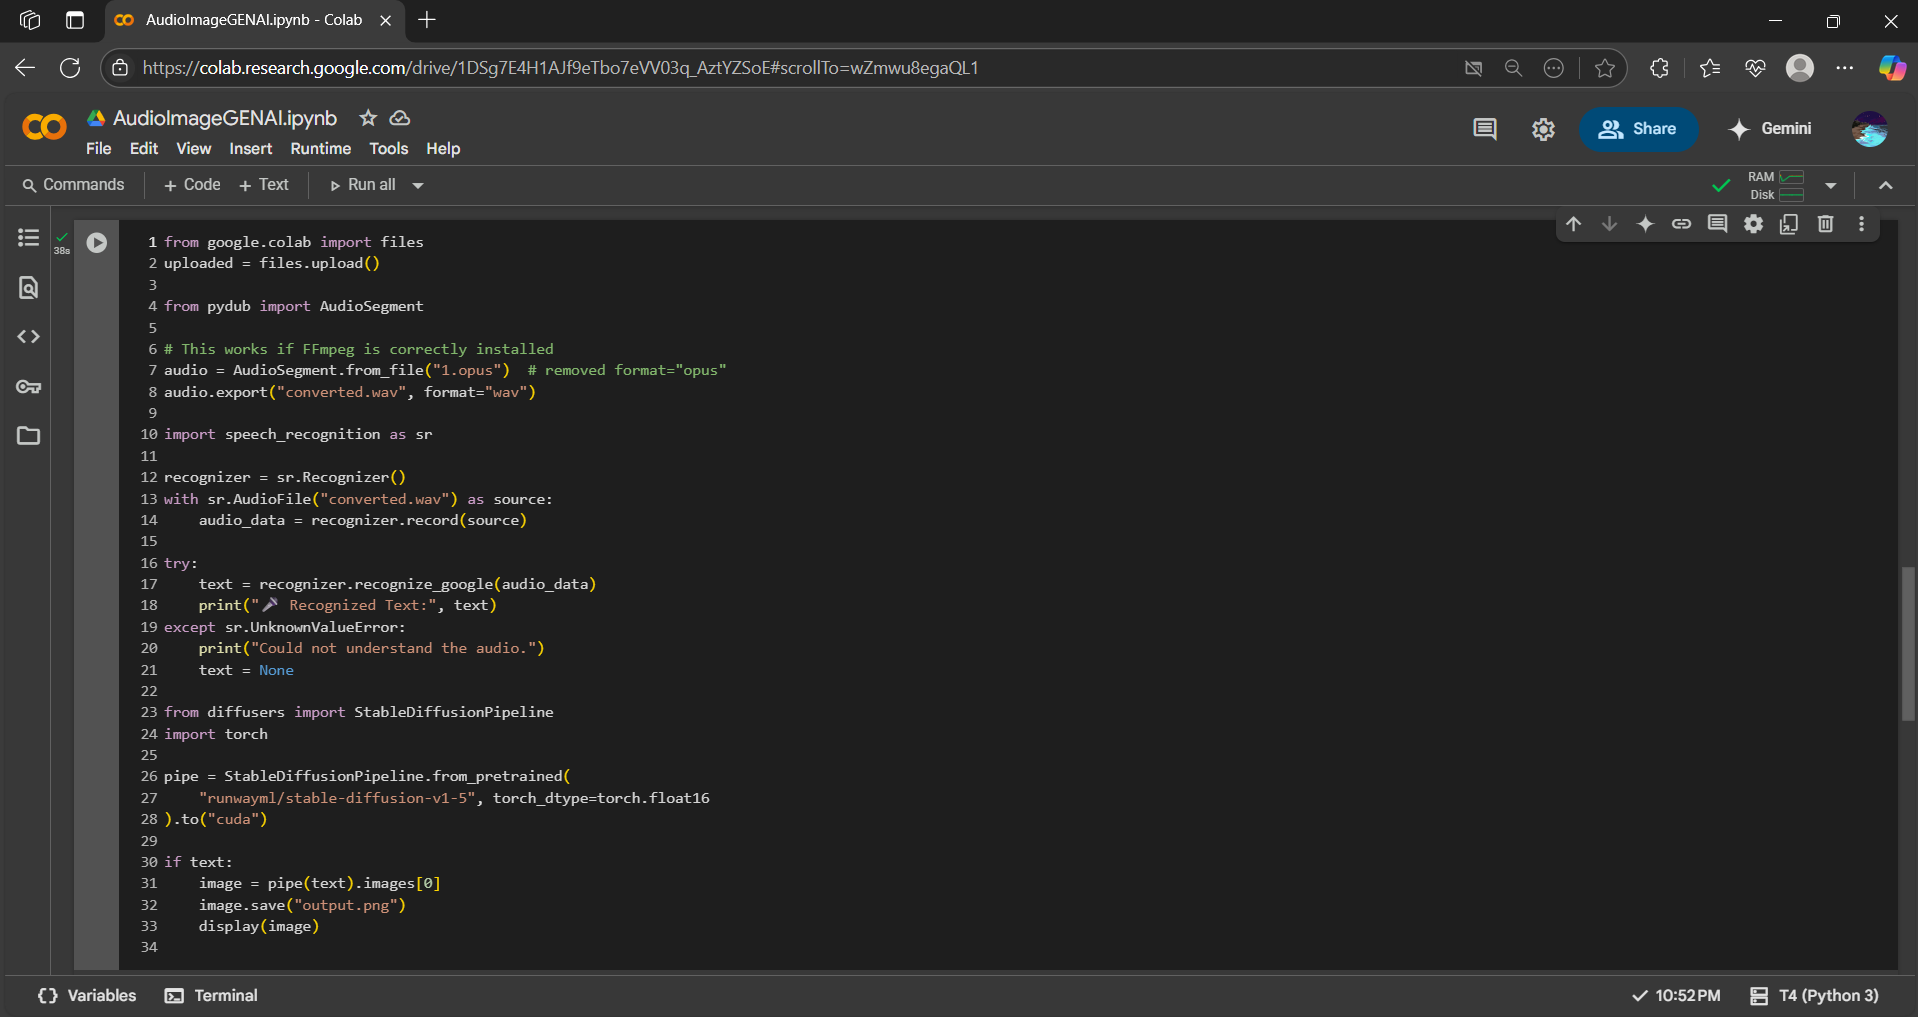 AudioImageGENAI.ipynb - Colab
https://colab.research.google.com/drive/1DSg7E4H1AJf9eTbo7eVV03q_AztYZSoE#scrollTo=wZmwu8egaQL1
AudioImageGENAI.ipynb
Share
Gemini
File Edit View Insert Runtime Tools Help
Commands + Code + Text Run all
RAM
Disk
38s
1 from google.colab import files
2 uploaded = files.upload()
3
4 from pydub import AudioSegment
5
6 # This works if FFmpeg is correctly installed
7 audio = AudioSegment.from_file("1.opus")  # removed format="opus"
8 audio.export("converted.wav", format="wav")
9
10 import speech_recognition as sr
11
12 recognizer = sr.Recognizer()
13 with sr.AudioFile("converted.wav") as source:
14     audio_data = recognizer.record(source)
15
16 try:
17     text = recognizer.recognize_google(audio_data)
18     print("🎤 Recognized Text:", text)
19 except sr.UnknownValueError:
20     print("Could not understand the audio.")
21     text = None
22
23 from diffusers import StableDiffusionPipeline
24 import torch
25
26 pipe = StableDiffusionPipeline.from_pretrained(
27     "runwayml/stable-diffusion-v1-5", torch_dtype=torch.float16
28 ).to("cuda")
29
30 if text:
31     image = pipe(text).images[0]
32     image.save("output.png")
33     display(image)
34
Variables Terminal
10:52 PM
T4 (Python 3)